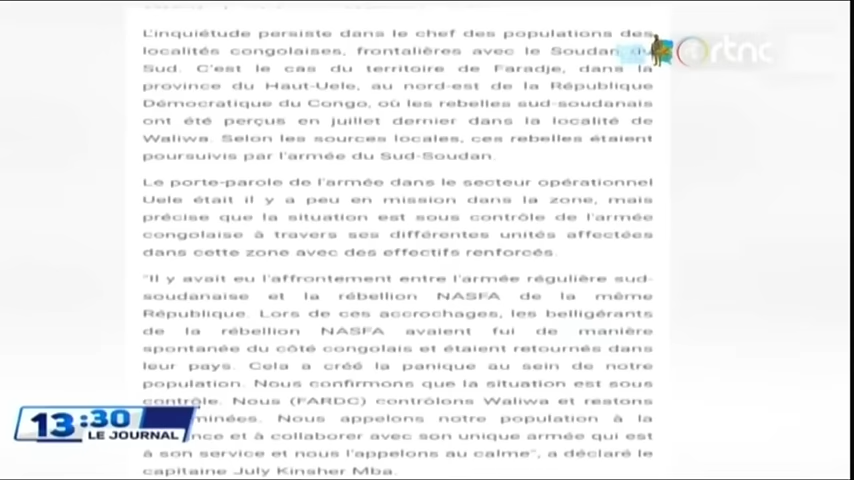 L'inquiétude persiste dans le chef des populations des
localités congolaises, frontalières avec le Soudan du
Sud. C'est le cas du territoire de Faradje, dans la
province du Haut-Uele, au nord-est de la République
Démocratique du Congo, où les rebelles sud-soudanais
ont été perçus en juillet dernier dans la localité de
Waliwa. Selon les sources locales, ces rebelles étaient
poursuivis par l'armée du Sud-Soudan.
Le porte-parole de l'armée dans le secteur opérationnel
Uele était il y a peu en mission dans la zone, mais
précise que la situation est sous contrôle de l'armée
congolaise à travers ses différentes unités affectées
dans cette zone avec des effectifs renforcés.
"Il y avait eu l'affrontement entre l'armée régulière sud-
soudanaise et la rébellion NASFA de la même
République. Lors de ces accrochages, les belligérants
de la rébellion NASFA avaient fui de manière
spontanée du côté congolais et étaient retournés dans
leur pays. Cela a créé la panique au sein de notre
population. Nous confirmons que la situation est sous
contrôle. Nous (FARDC) contrôlons Waliwa et restons
minées. Nous appelons notre population à la
nce et à collaborer avec son unique armée qui est
à son service et nous l'appelons au calme", a déclaré le
capitaine July Kinsher Mba.
rtnc
13:30
LE JOURNAL